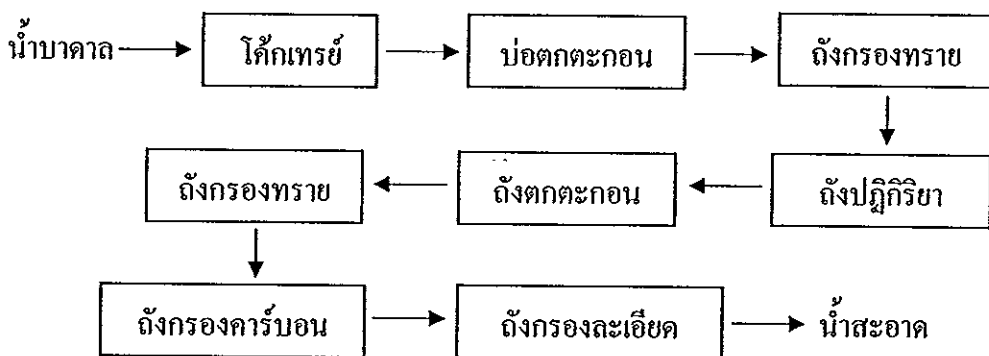 น้ำบาดาล
โค้กเทรย์
บ่อตกตะกอน
ถังกรองทราย
ถังปฏิกิริยา
ถังตกตะกอน
ถังกรองทราย
ถังกรองคาร์บอน
ถังกรองละเอียด
น้ำสะอาด